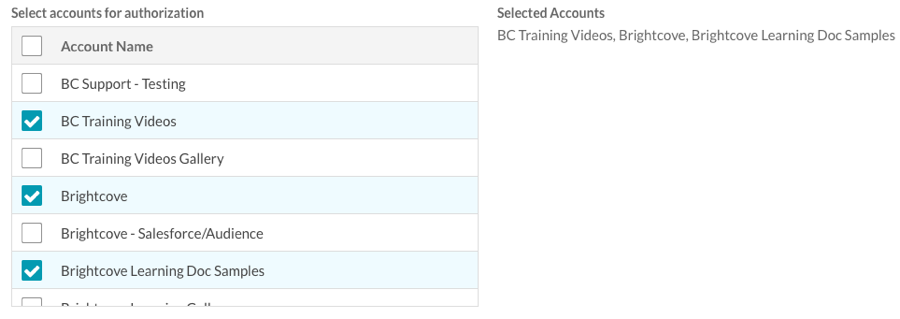 Select accounts for authorization
Account Name
BC Support - Testing
BC Training Videos
BC Training Videos Gallery
Brightcove
Brightcove - Salesforce/Audience
Brightcove Learning Doc Samples
Selected Accounts
BC Training Videos, Brightcove, Brightcove Learning Doc Samples